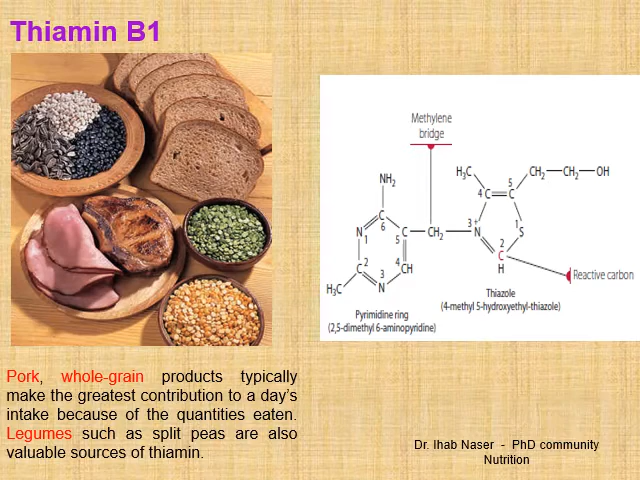 Thiamin B1
Methylene
bridge
NH₂
H₃C
4
C
5
C
CH₂
CH₂
OH
C
6
N
1
C
5
CH₂
3
+
N
1
S
2
C
H
C
2
4
CH
3
N
H₃C
Reactive carbon
Thiazole
(4-methyl 5-hydroxyethyl-thiazole)
Pyrimidine ring
(2,5-dimethyl 6-aminopyridine)
Pork, whole-grain products typically
make the greatest contribution to a day's
intake because of the quantities eaten.
Legumes such as split peas are also
valuable sources of thiamin.
Dr. Ihab Naser - PhD community
Nutrition